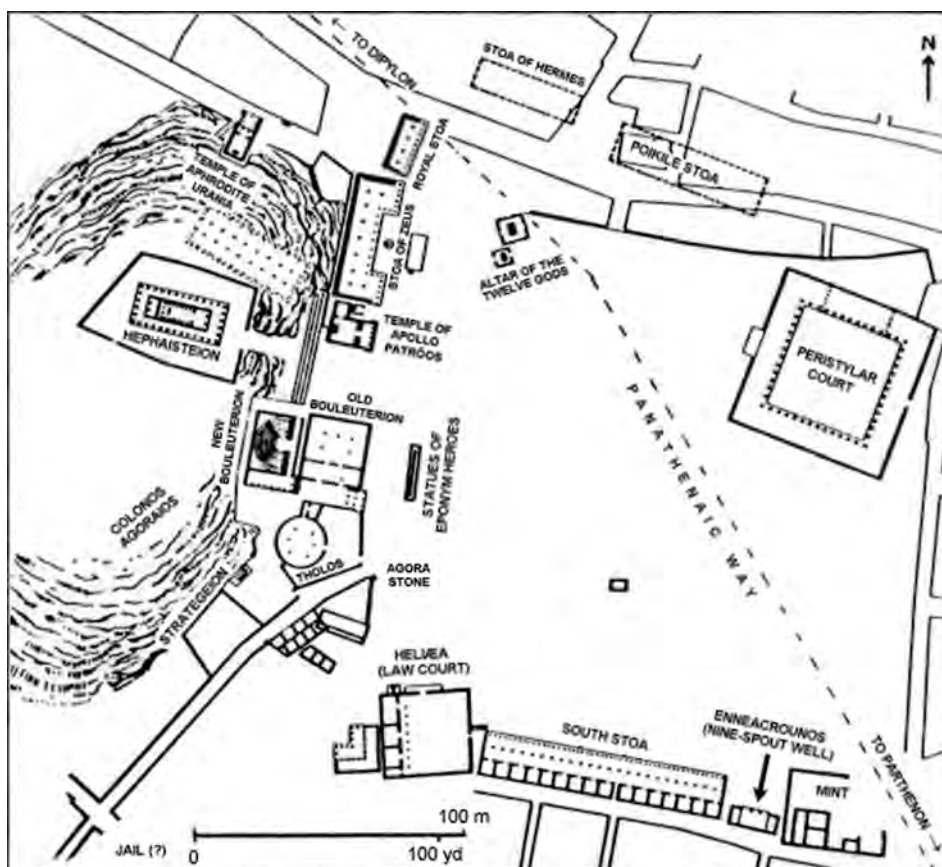 TO DIPYLON
STOA OF HERMES
N
ROYAL STOA
POIKILE STOA
TEMPLE OF
APHRODITE
URANIA
STOA OF ZEUS
ALTAR OF THE
TWELVE GODS
HEPHAISTEION
TEMPLE OF
APOLLO
PATRÓOS
PERISTYLAR
COURT
OLD
BOULEUTERION
NEW
BOULEUTERION
STATUES OF
EPONYM HEROES
PANATHENAIC WAY
COLONOS
AGORAIOS
THOLOS
AGORA
STONE
STRATEGEION
HELIÆA
(LAW COURT)
SOUTH STOA
ENNEACROUNOS
(NINE-SPOUT WELL)
TO PARTHENON
MINT
100 m
JAIL (?)
0
100 yd